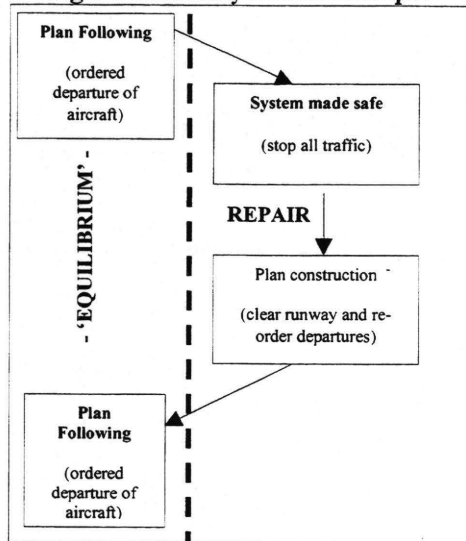 Plan Following
(ordered
departure of
aircraft)
System made safe
(stop all traffic)
- 'EQUILIBRIUM' -
REPAIR
Plan construction
(clear runway and re-
order departures)
Plan
Following
(ordered
departure of
aircraft)